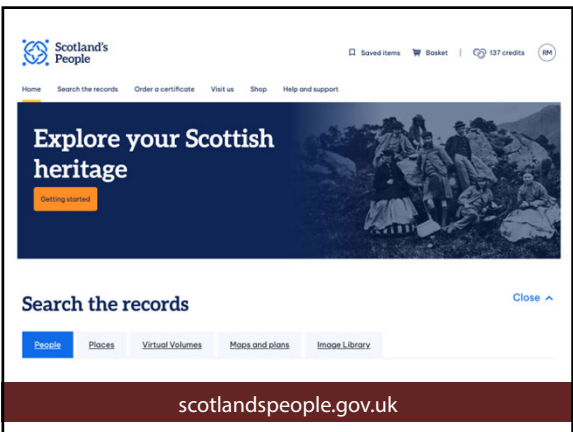 Scotland's
People
Saved items Basket | 137 credits RM
Home Search the records Order a certificate Visit us Shop Help and support
Explore your Scottish
heritage
Getting started
Search the records
Close
People Places Virtual Volumes Maps and plans Image Library
scotlandspeople.gov.uk